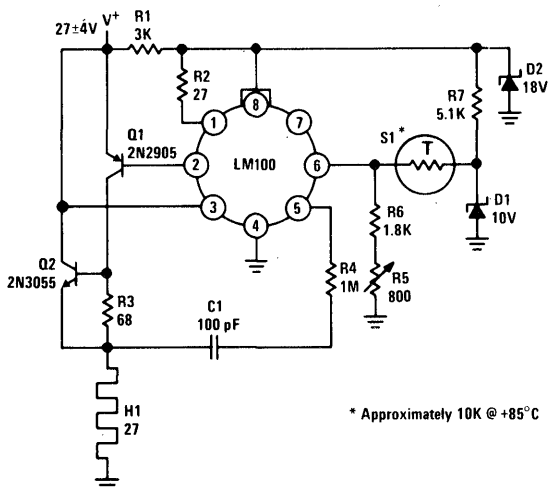 27±4V
V+
R1
3K
R2
27
8
1
7
Q1
2N2905
2
LM100
6
S1*
T
R7
5.1K
D2
18V
3
5
4
R6
1.8K
D1
10V
Q2
2N3055
R3
68
R4
1M
R5
800
C1
100 pF
H1
27
* Approximately 10K @ +85°C